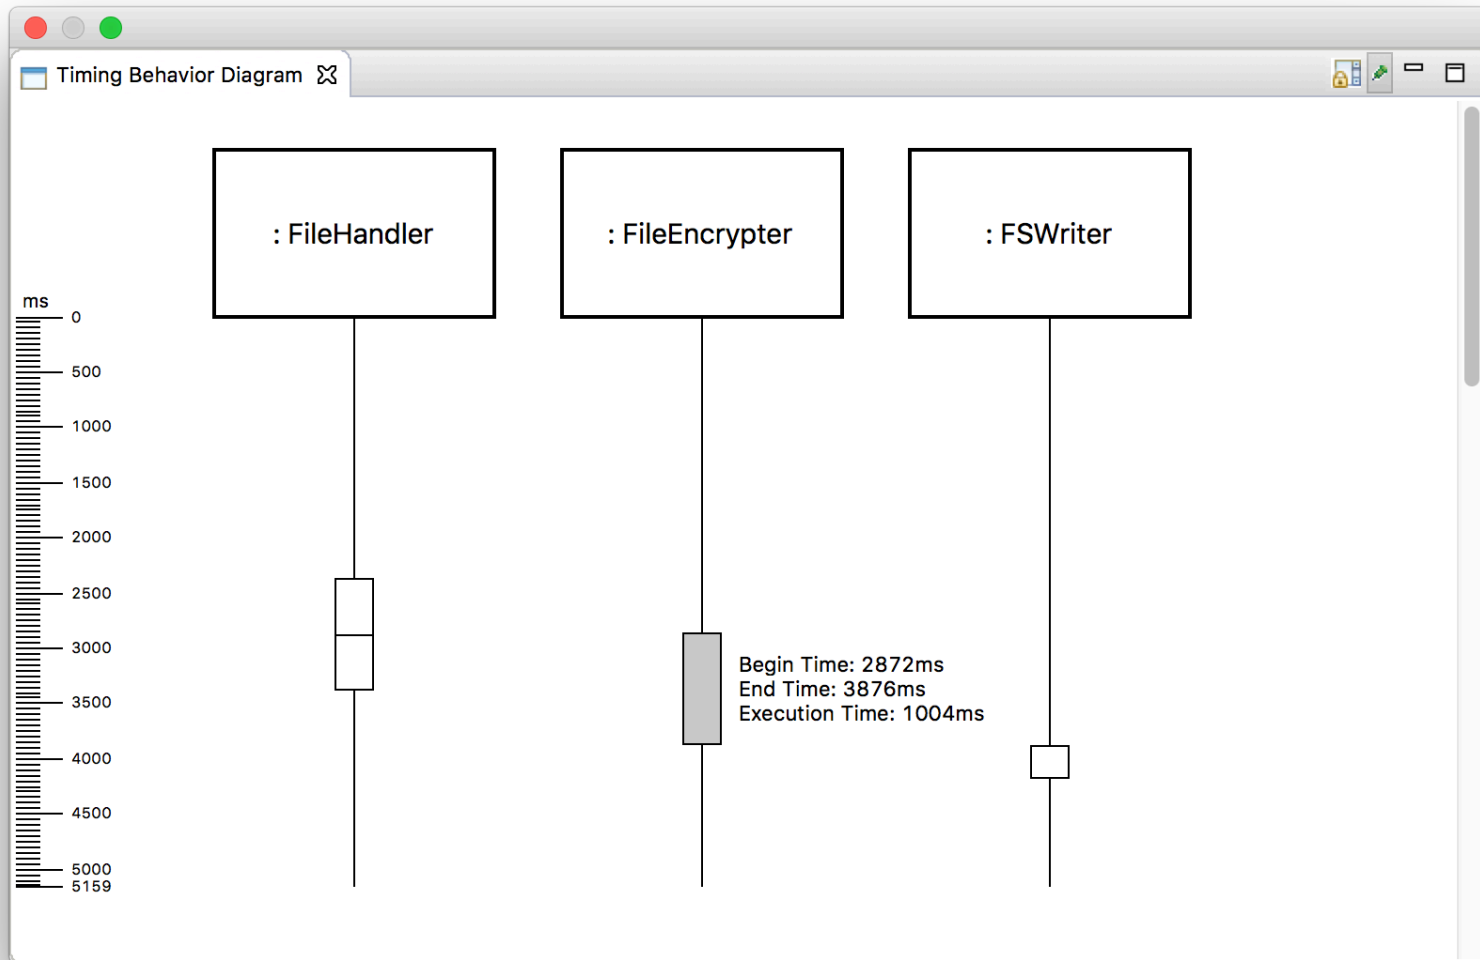 Timing Behavior Diagram
: FileHandler
: FileEncrypter
: FSWriter
ms
0
500
1000
1500
2000
2500
3000
3500
4000
4500
5000
5159
Begin Time: 2872ms
End Time: 3876ms
Execution Time: 1004ms